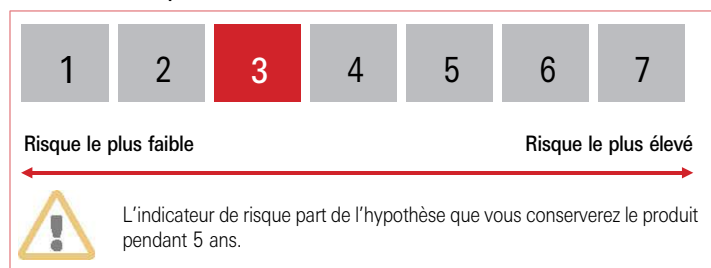 1 2 3 4 5 6 7
Risque le plus faible Risque le plus élevé
L'indicateur de risque part de l'hypothèse que vous conserverez le produit
pendant 5 ans.